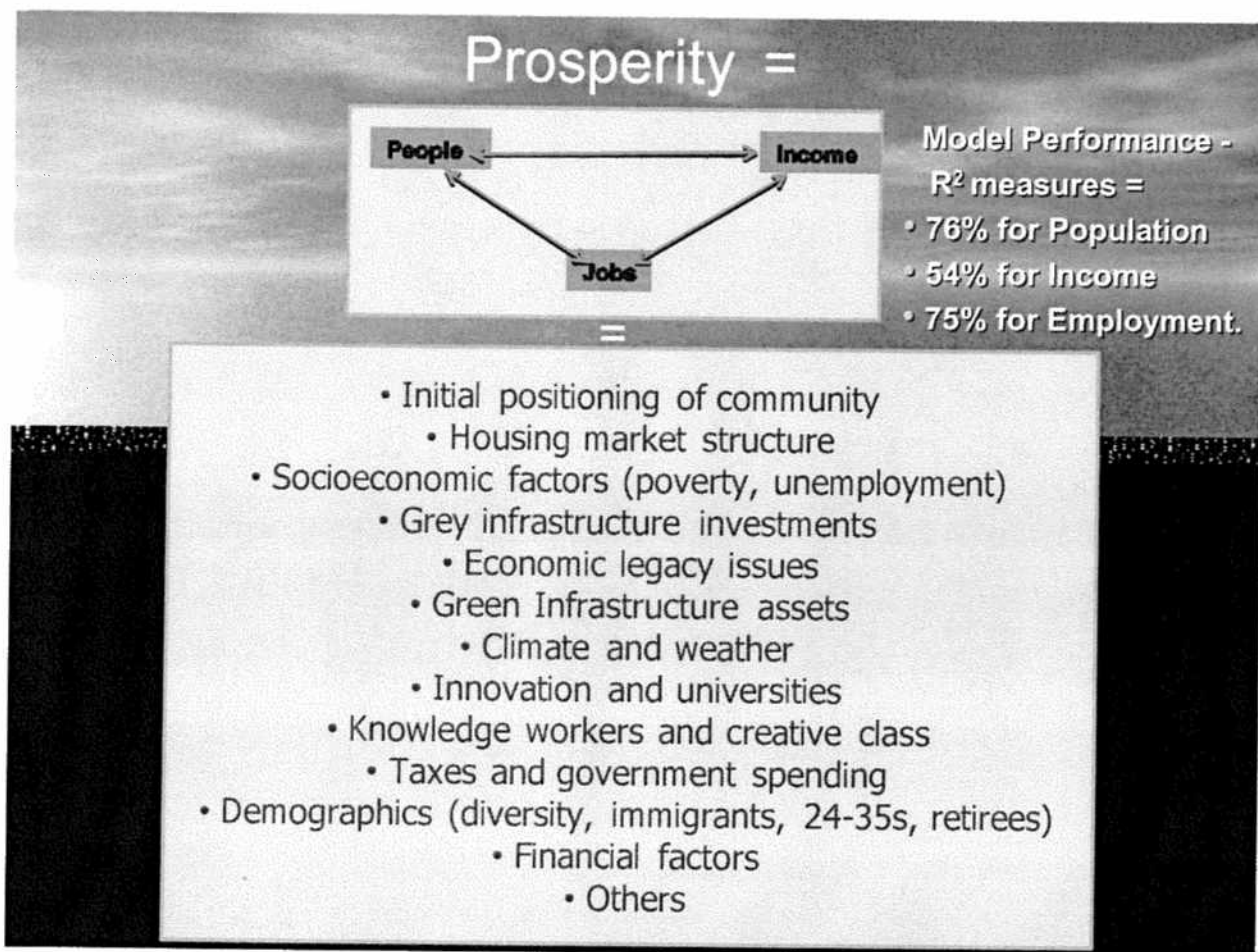 Prosperity =
People
Income
Jobs
Model Performance -
R² measures =
• 76% for Population
• 54% for Income
• 75% for Employment.
=
• Initial positioning of community
• Housing market structure
• Socioeconomic factors (poverty, unemployment)
• Grey infrastructure investments
• Economic legacy issues
• Green Infrastructure assets
• Climate and weather
• Innovation and universities
• Knowledge workers and creative class
• Taxes and government spending
• Demographics (diversity, immigrants, 24-35s, retirees)
• Financial factors
• Others